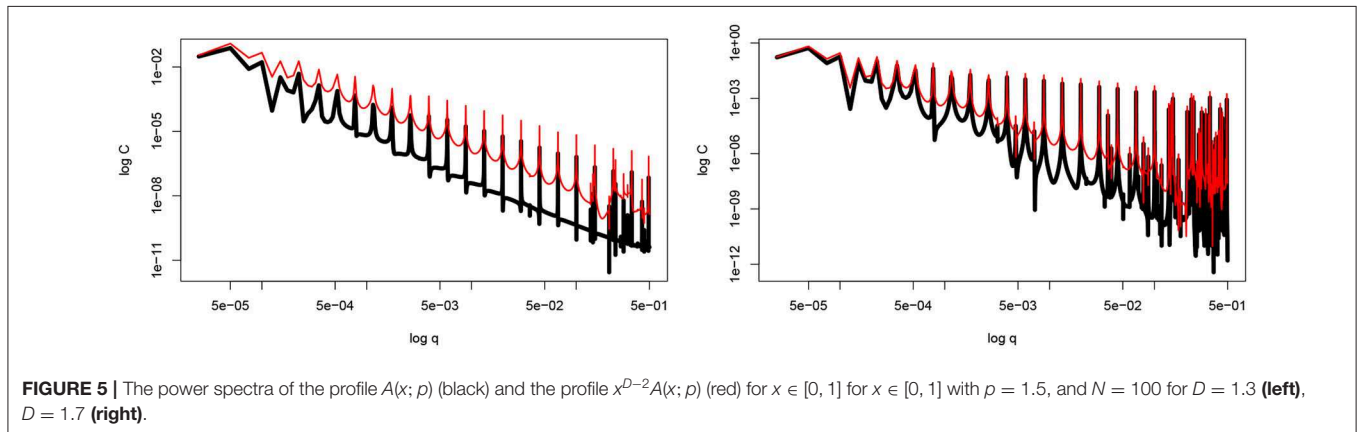 log C
1e−02
1e−05
1e−08
1e−11
5e−05 5e−04 5e−03 5e−02 5e−01
log q
log C
1e+00
1e−03
1e−06
1e−09
1e−12
5e−05 5e−04 5e−03 5e−02 5e−01
log q
FIGURE 5 | The power spectra of the profile A(x; p) (black) and the profile x^{D−2}A(x; p) (red) for x ∈ [0, 1] for x ∈ [0, 1] with p = 1.5, and N = 100 for D = 1.3 (left),
D = 1.7 (right).